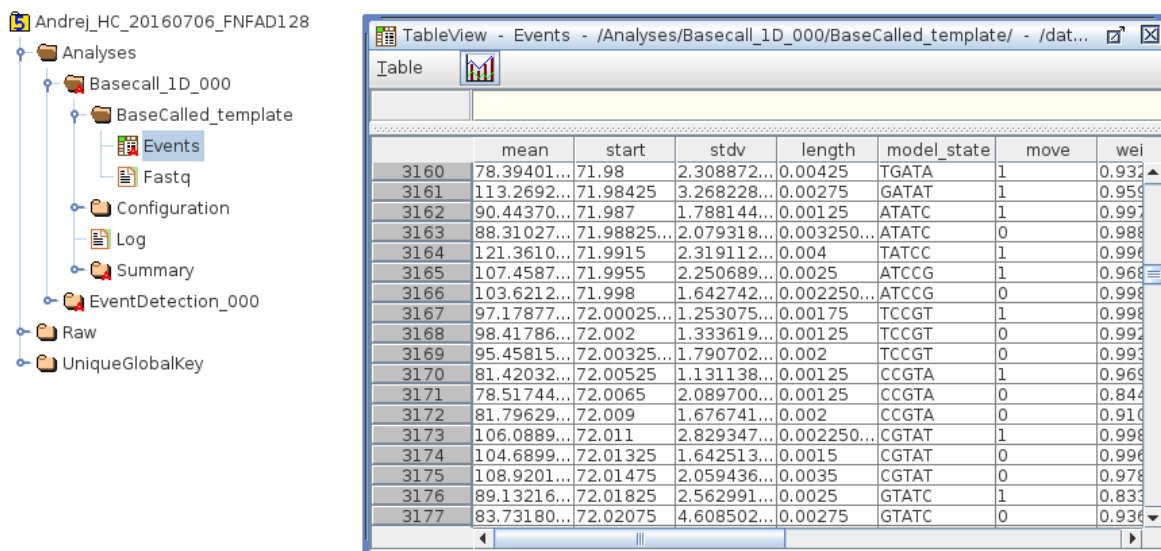 Andrej_HC_20160706_FNFAD128
Analyses
Basecall_1D_000
BaseCalled_template
Events
Fastq
Configuration
Log
Summary
EventDetection_000
Raw
UniqueGlobalKey
TableView - Events - /Analyses/Basecall_1D_000/BaseCalled_template/ - /dat...
Table
mean start stdv length model_state move wei
3160 78.39401... 71.98 2.308872... 0.00425 TGATA 1 0.932
3161 113.2692... 71.98425 3.268228... 0.00275 GATAT 1 0.959
3162 90.44370... 71.987 1.788144... 0.00125 ATATC 1 0.997
3163 88.31027... 71.98825... 2.079318... 0.003250... ATATC 0 0.988
3164 121.3610... 71.9915 2.319112... 0.004 TATCC 1 0.996
3165 107.4587... 71.9955 2.250689... 0.0025 ATCCG 1 0.968
3166 103.6212... 71.998 1.642742... 0.002250... ATCCG 0 0.998
3167 97.17877... 72.00025... 1.253075... 0.00175 TCCGT 1 0.998
3168 98.41786... 72.002 1.333619... 0.00125 TCCGT 0 0.992
3169 95.45815... 72.00325... 1.790702... 0.002 TCCGT 0 0.993
3170 81.42032... 72.00525 1.131138... 0.00125 CCGTA 1 0.969
3171 78.51744... 72.0065 2.089700... 0.00125 CCGTA 0 0.844
3172 81.79629... 72.009 1.676741... 0.002 CCGTA 0 0.910
3173 106.0889... 72.011 2.829347... 0.002250... CGTAT 1 0.998
3174 104.6899... 72.01325 1.642513... 0.0015 CGTAT 0 0.996
3175 108.9201... 72.01475 2.059436... 0.0035 CGTAT 0 0.978
3176 89.13216... 72.01825 2.562991... 0.0025 GTATC 1 0.833
3177 83.73180... 72.02075 4.608502... 0.00275 GTATC 0 0.936